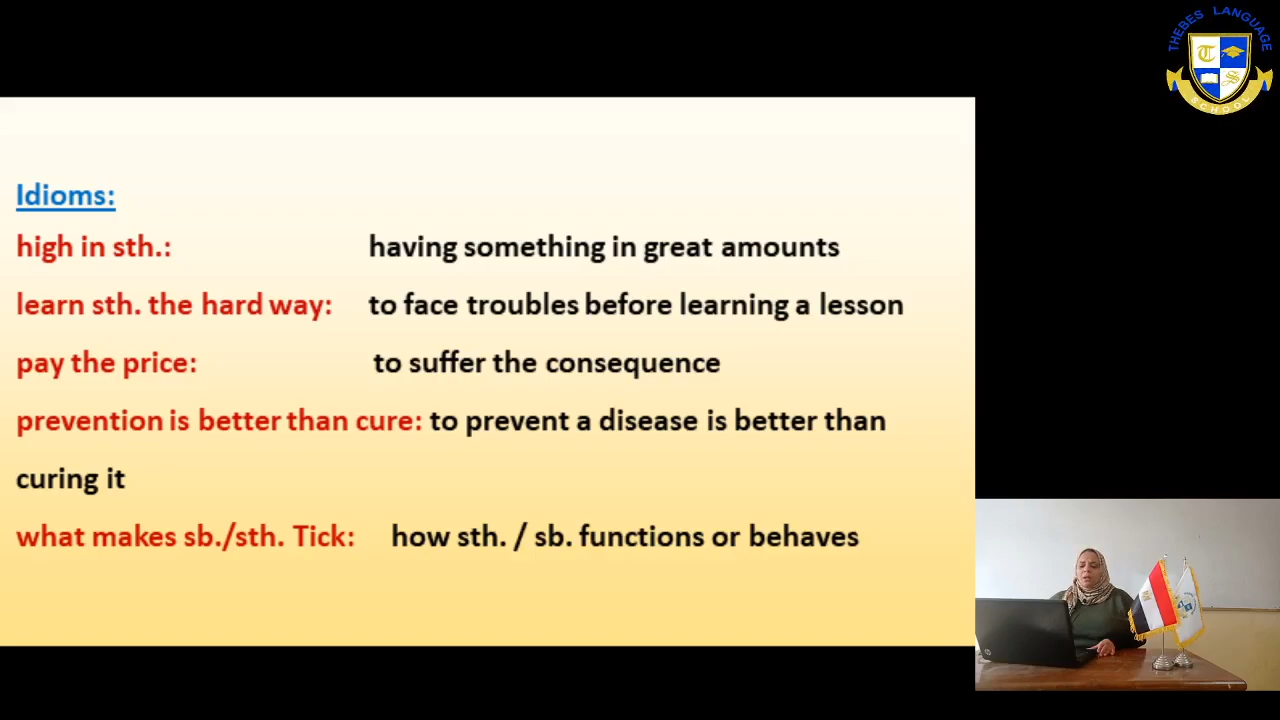 THEBES LANGUAGE
SCHOOL
Idioms:
high in sth.: having something in great amounts
learn sth. the hard way: to face troubles before learning a lesson
pay the price: to suffer the consequence
prevention is better than cure: to prevent a disease is better than
curing it
what makes sb./sth. Tick: how sth. / sb. functions or behaves